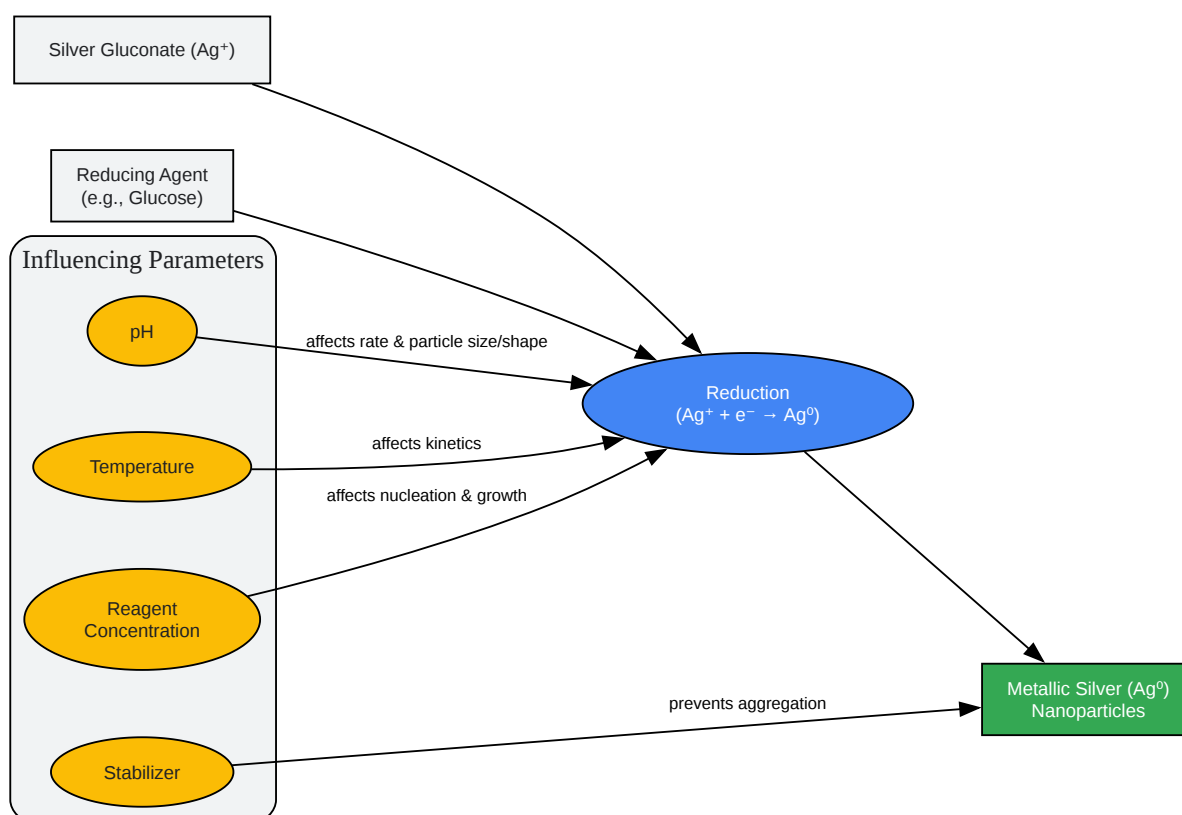 Silver Gluconate (Ag⁺)
Reducing Agent
(e.g., Glucose)
Influencing Parameters
pH
affects rate & particle size/shape
Reduction
(Ag⁺ + e⁻ → Ag⁰)
Temperature
affects kinetics
affects nucleation & growth
Reagent
Concentration
Metallic Silver (Ag⁰)
Nanoparticles
prevents aggregation
Stabilizer